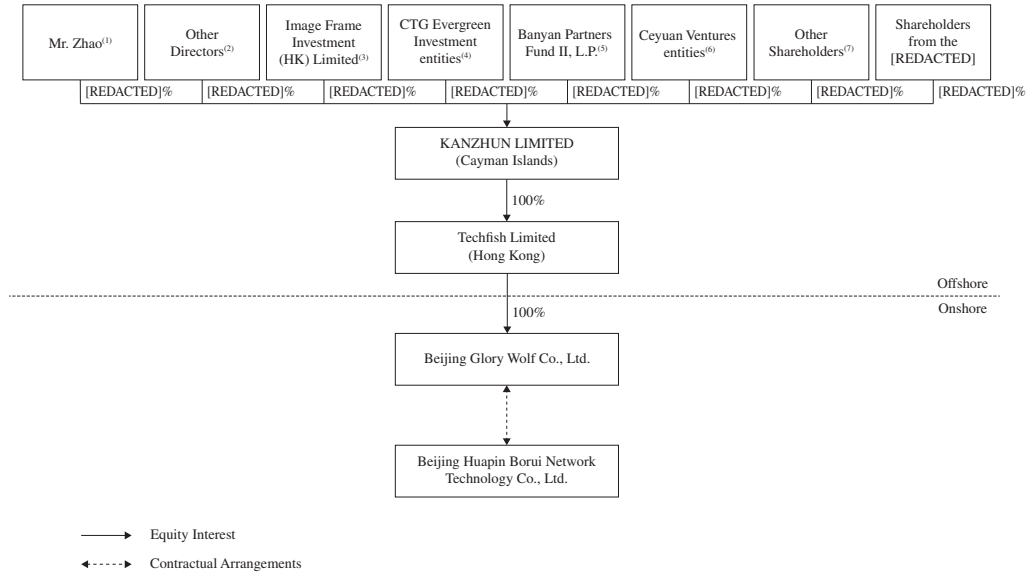 Mr. Zhao(1)
Other
Directors(2)
Image Frame
Investment
(HK) Limited(3)
CTG Evergreen
Investment
entities(4)
Banyan Partners
Fund II, L.P.(5)
Ceyuan Ventures
entities(6)
Other
Shareholders(7)
Shareholders
from the
[REDACTED]
[REDACTED]%
[REDACTED]%
[REDACTED]%
[REDACTED]%
[REDACTED]%
[REDACTED]%
[REDACTED]%
[REDACTED]%
KANZHUN LIMITED
(Cayman Islands)
100%
Techfish Limited
(Hong Kong)
Offshore
Onshore
100%
Beijing Glory Wolf Co., Ltd.
Beijing Huapin Borui Network
Technology Co., Ltd.
Equity Interest
Contractual Arrangements